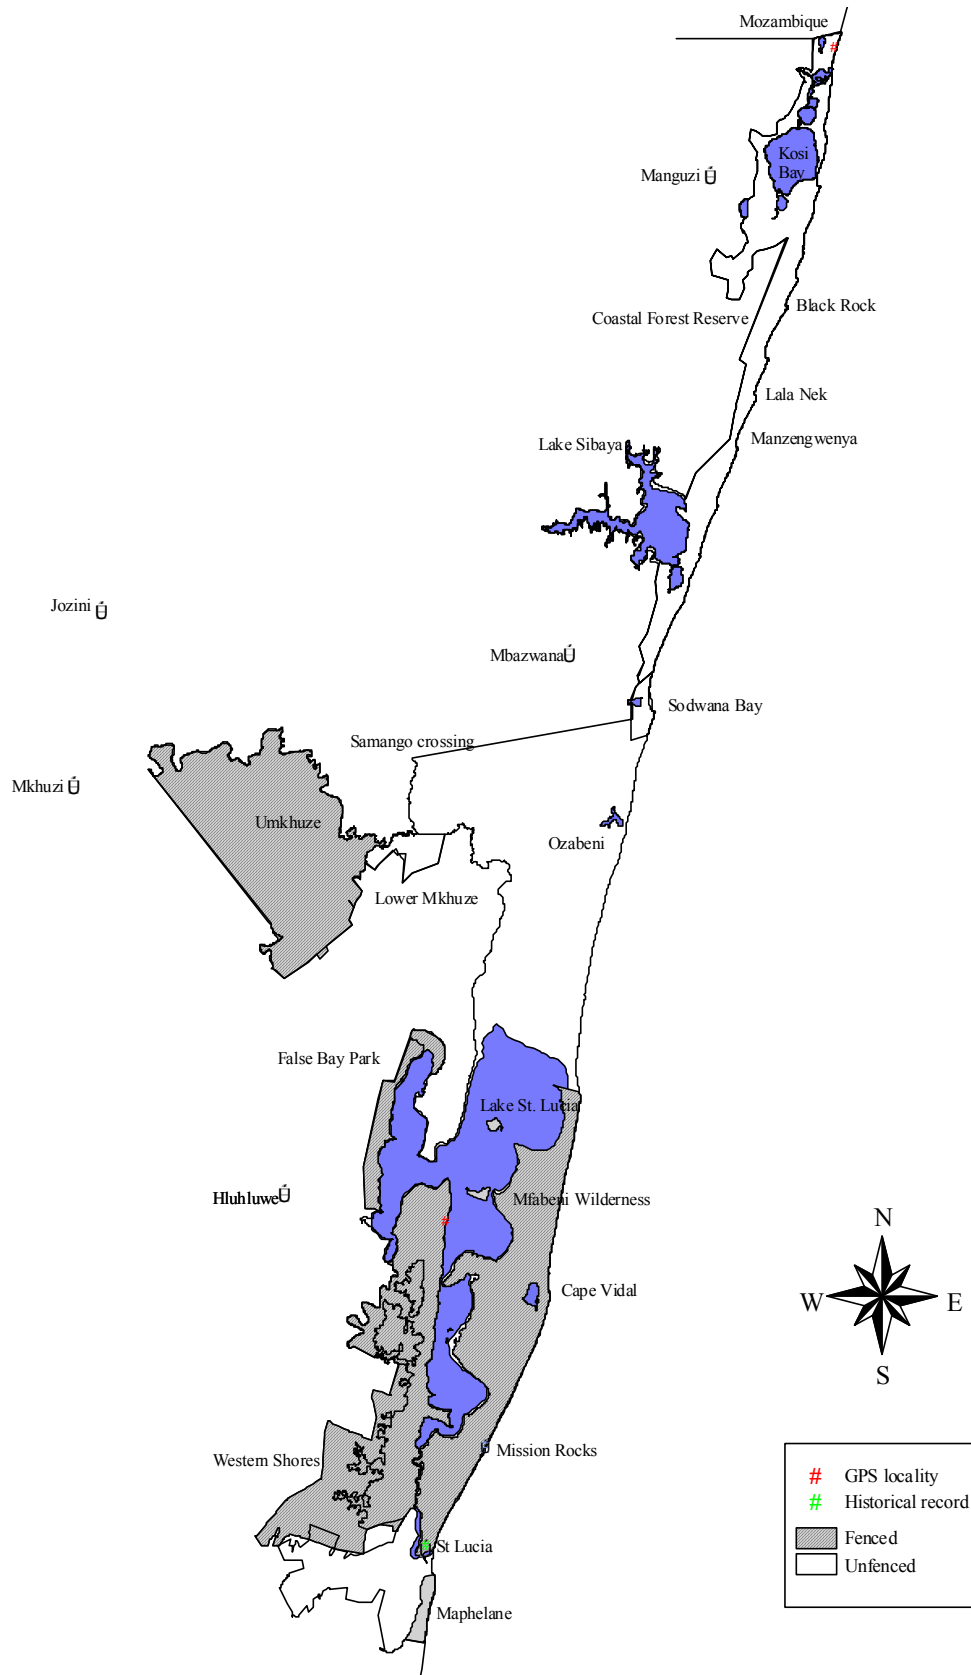 Mozambique
#
Kosi
Bay
Manguzi
Black Rock
Coastal Forest Reserve
Lala Nek
Manzengwenya
Lake Sibaya
Jozini
Mbazwana
Sodwana Bay
Samango crossing
Mkhuzi
Umkhuze
Ozabeni
Lower Mkhuze
False Bay Park
Lake St. Lucia
Hluhluwe
Mfabeni Wilderness
#
N
Cape Vidal
W
E
S
Western Shores
Mission Rocks
# GPS locality
# Historical record
Fenced
Unfenced
# St Lucia
Maphelane